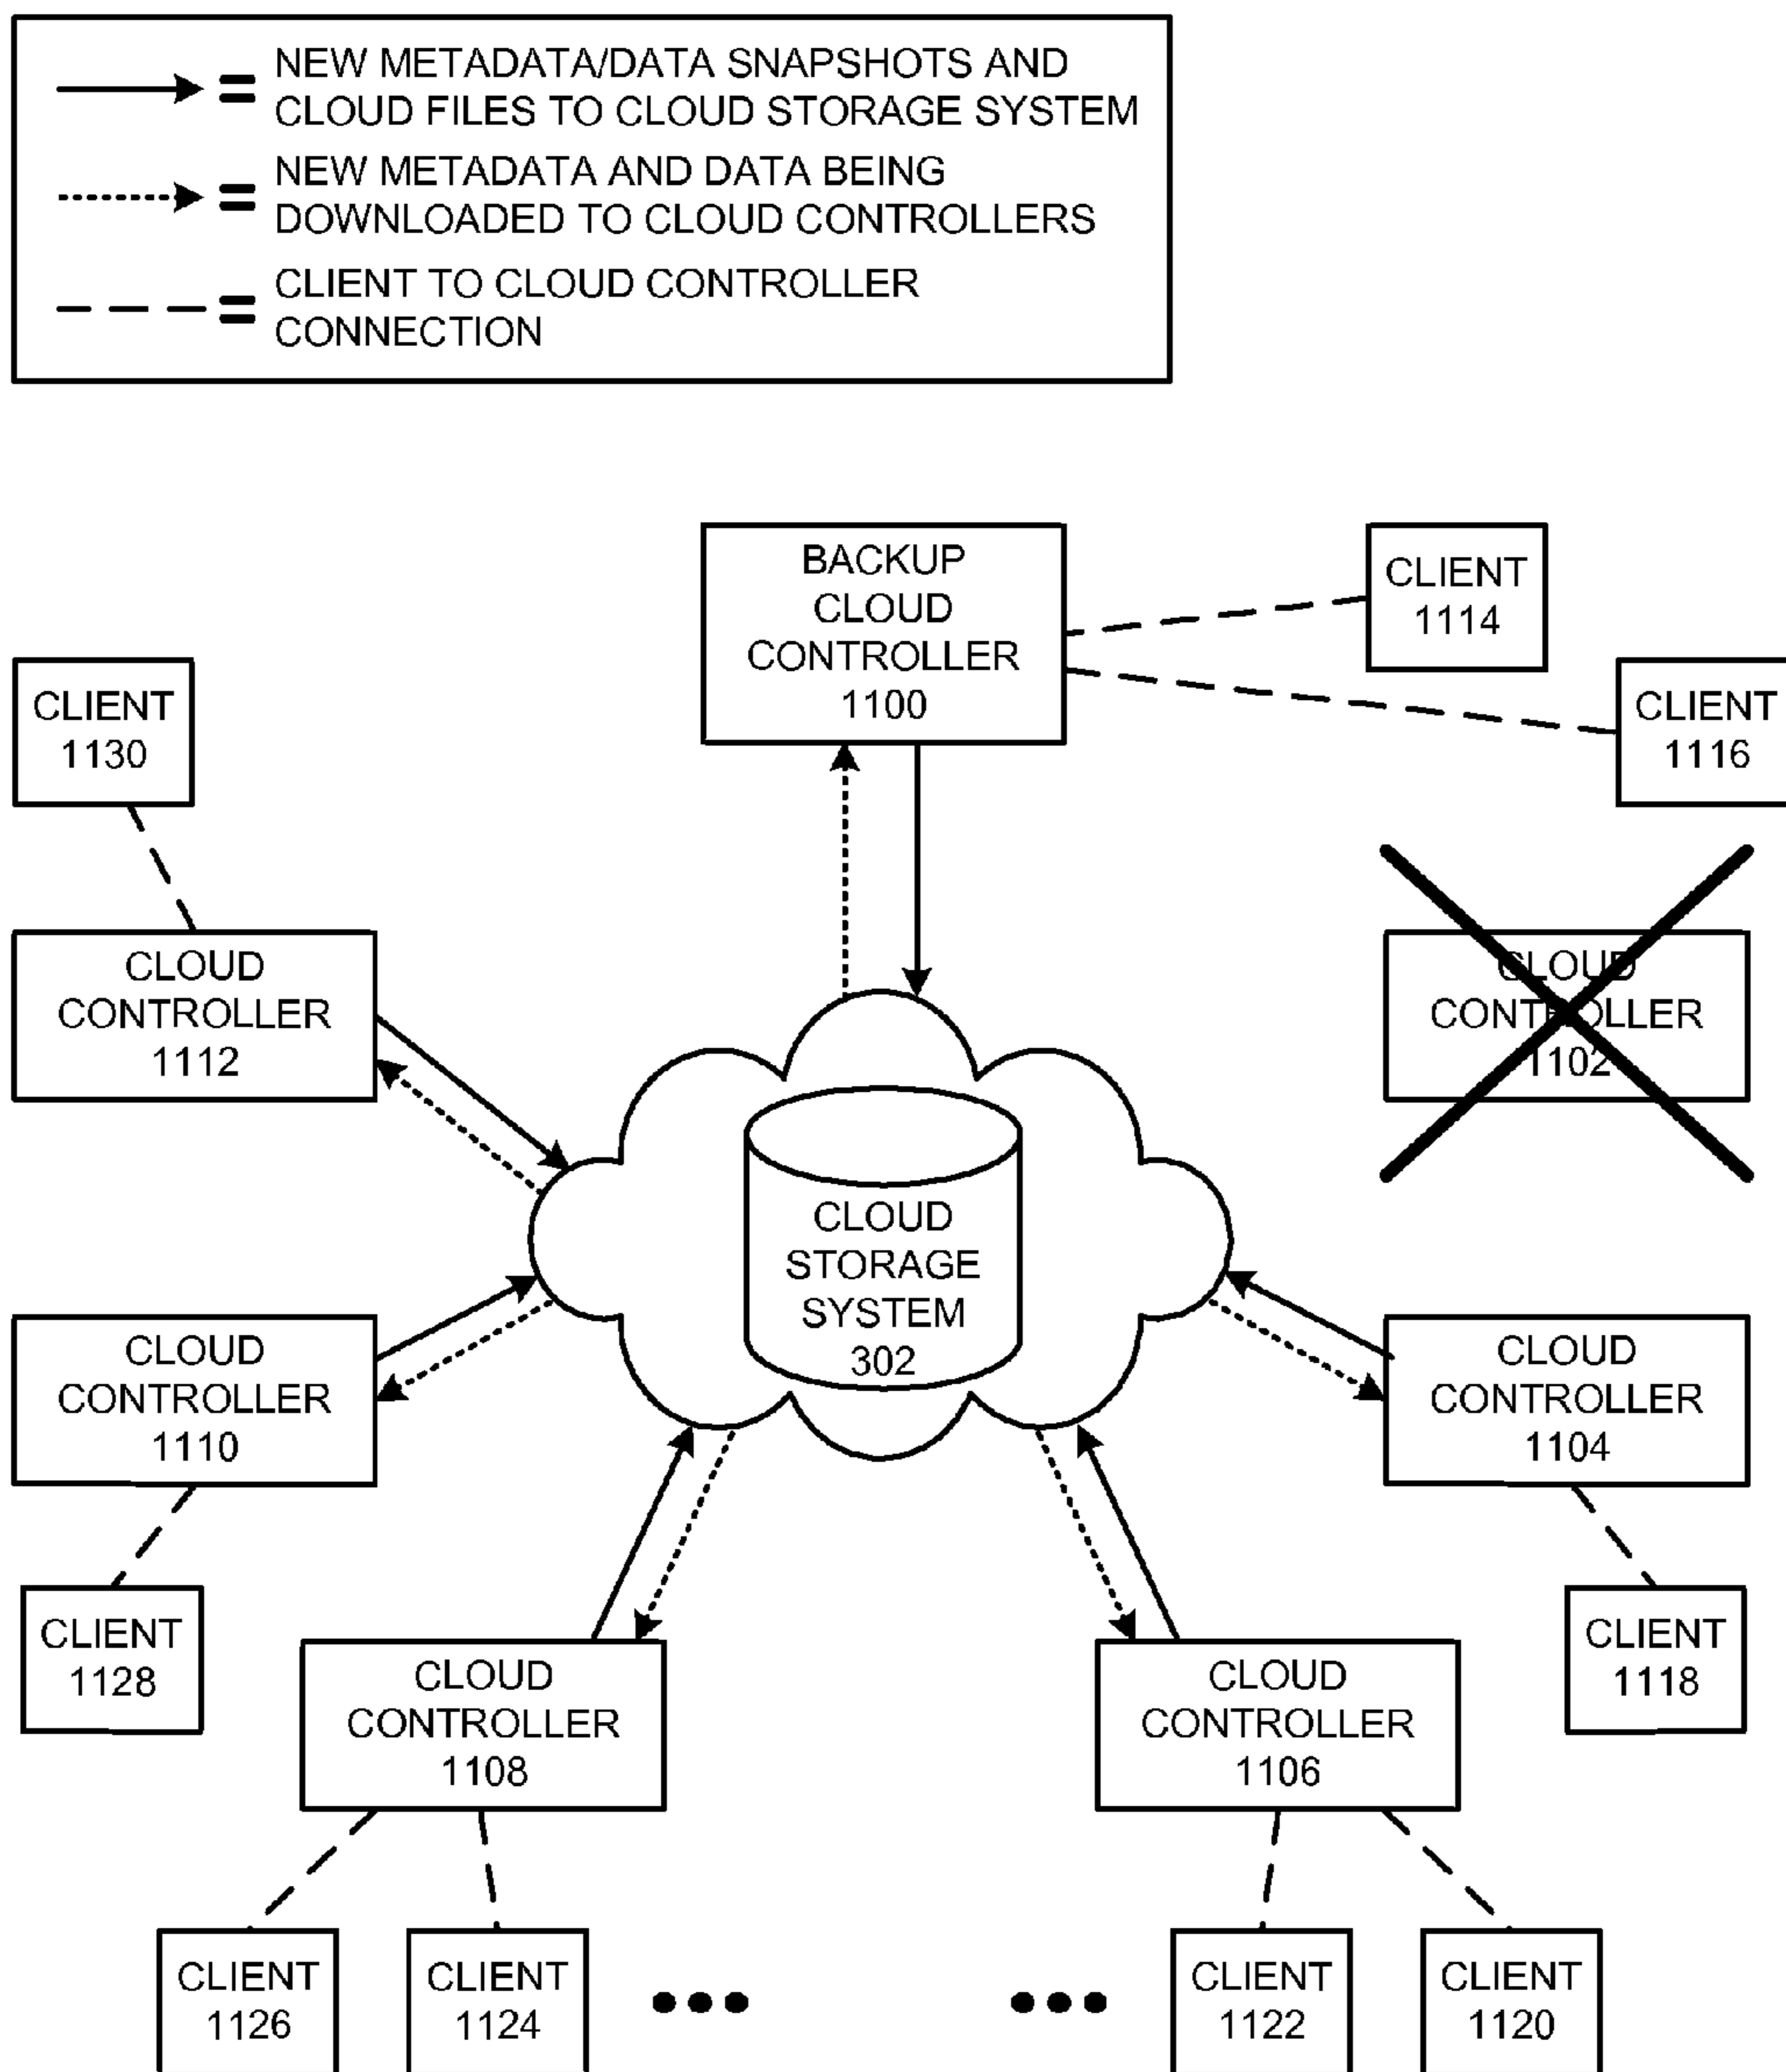 = NEW METADATA/DATA SNAPSHOTS AND
CLOUD FILES TO CLOUD STORAGE SYSTEM
= NEW METADATA AND DATA BEING
DOWNLOADED TO CLOUD CONTROLLERS
= CLIENT TO CLOUD CONTROLLER
CONNECTION
BACKUP
CLOUD
CONTROLLER
1100
CLIENT
1114
CLIENT
1116
CLIENT
1130
CLOUD
CONTROLLER
1112
CLOUD
CONTROLLER
1102
CLOUD
STORAGE
SYSTEM
302
CLOUD
CONTROLLER
1110
CLOUD
CONTROLLER
1104
CLIENT
1128
CLIENT
1118
CLOUD
CONTROLLER
1108
CLOUD
CONTROLLER
1106
CLIENT
1126
CLIENT
1124
CLIENT
1122
CLIENT
1120